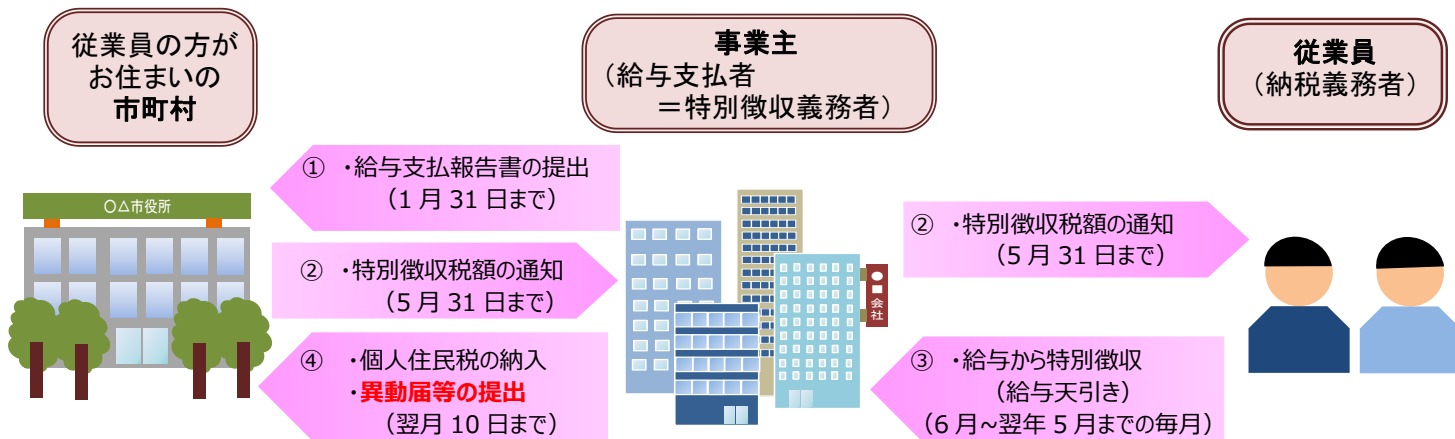 従業員の方が
お住まいの
市町村
事業主
（給与支払者
＝特別徴収義務者）
従業員
（納税義務者）
① ・給与支払報告書の提出
（1 月 31 日まで）
〇△市役所
② ・特別徴収税額の通知
（5 月 31 日まで）
② ・特別徴収税額の通知
（5 月 31 日まで）
●■会社
④ ・個人住民税の納入
・異動届等の提出
（翌月 10 日まで）
③ ・給与から特別徴収
（給与天引き）
（6 月~翌年 5 月までの毎月）